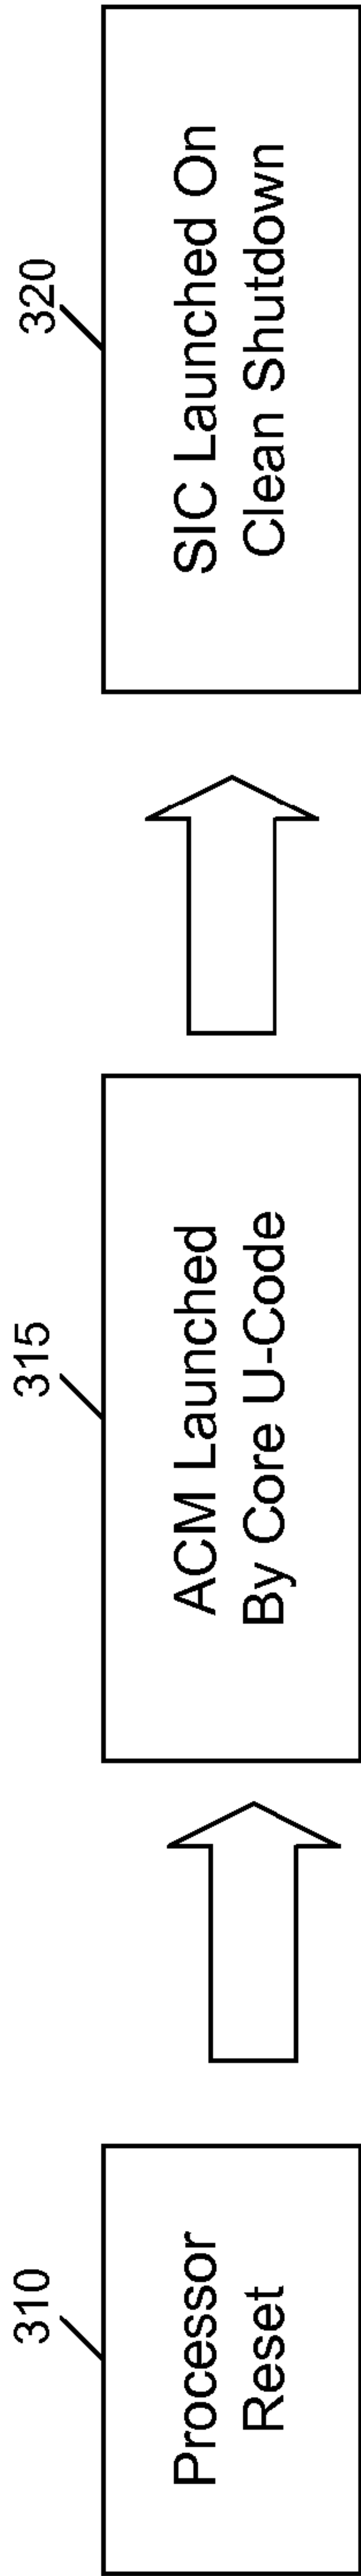 310
Processor
Reset
315
ACM Launched
By Core U-Code
320
SIC Launched On
Clean Shutdown